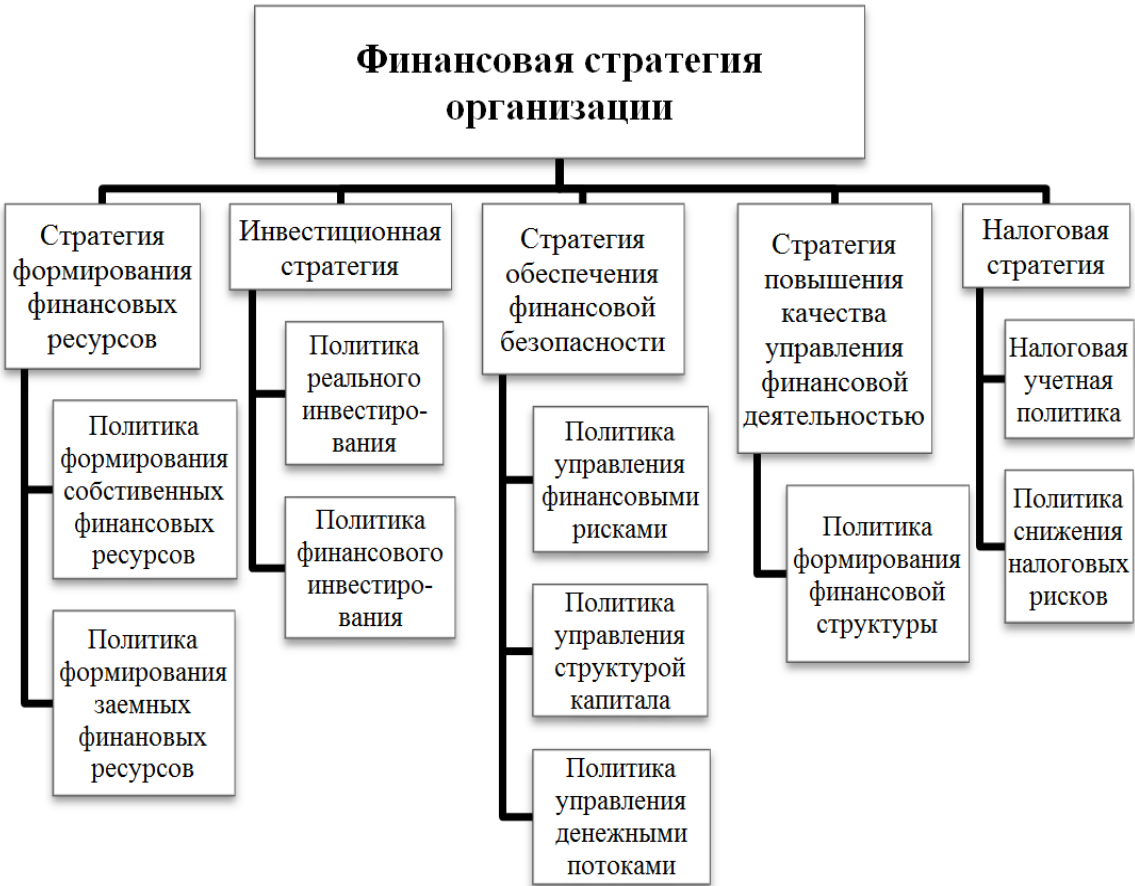 Финансовая стратегия
организации
Стратегия
формирования
финансовых
ресурсов
Политика
формирования
собстивенных
финансовых
ресурсов
Политика
формирования
заемных
финановых
ресурсов
Инвестиционная
стратегия
Политика
реального
инвестиро-
вания
Политика
финансового
инвестиро-
вания
Стратегия
обеспечения
финансовой
безопасности
Политика
управления
финансовыми
рисками
Политика
управления
структурой
капитала
Политика
управления
денежными
потоками
Стратегия
повышения
качества
управления
финансовой
деятельностью
Политика
формирования
финансовой
структуры
Налоговая
стратегия
Налоговая
учетная
политика
Политика
снижения
налоговых
рисков